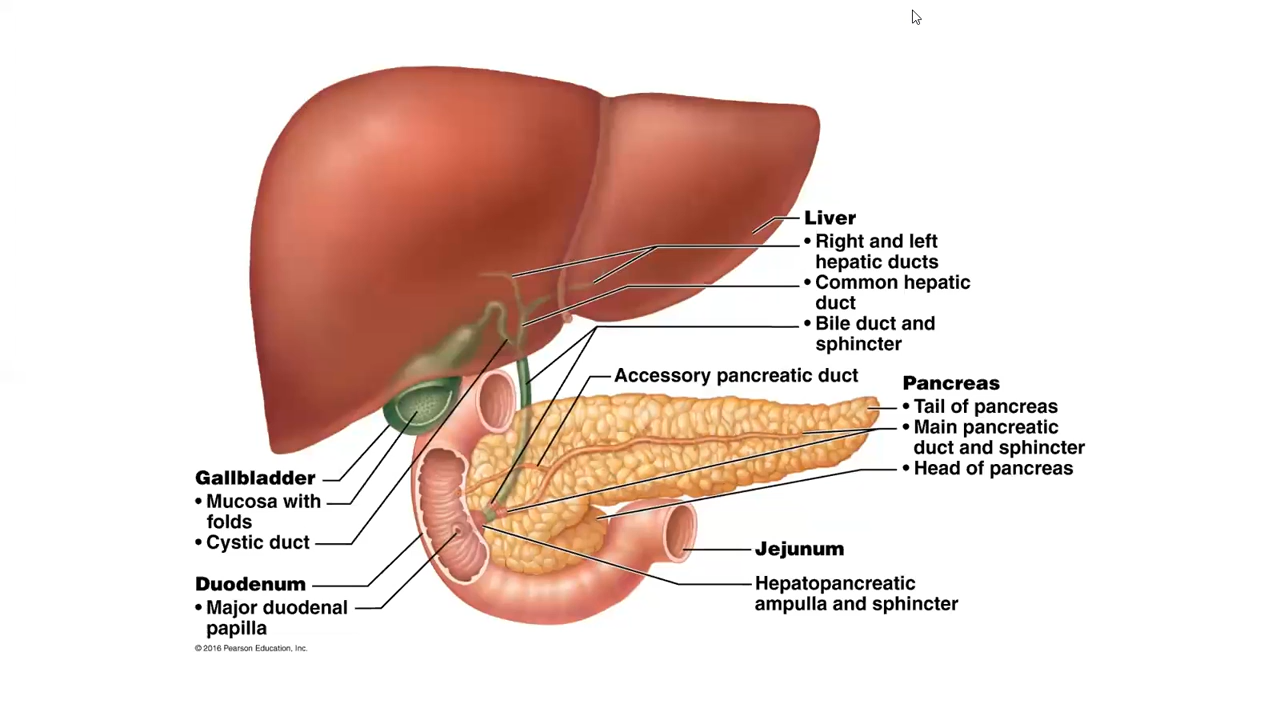 Liver
• Right and left
hepatic ducts
• Common hepatic
duct
• Bile duct and
sphincter
Accessory pancreatic duct
Pancreas
• Tail of pancreas
• Main pancreatic
duct and sphincter
• Head of pancreas
Gallbladder
• Mucosa with
folds
• Cystic duct
Duodenum
• Major duodenal
papilla
Jejunum
Hepatopancreatic
ampulla and sphincter
© 2016 Pearson Education, Inc.